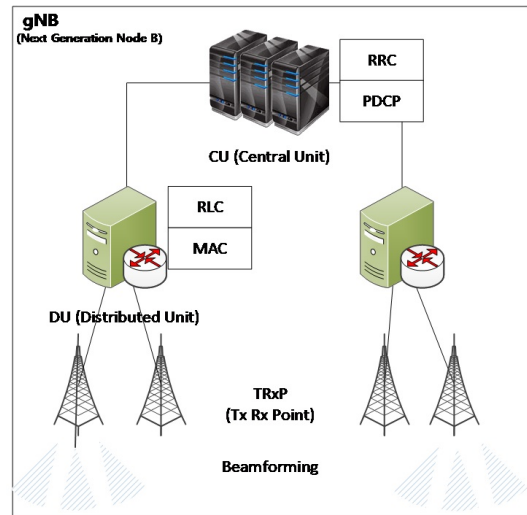 gNB
(Next Generation Node B)
RRC
PDCP
CU (Central Unit)
RLC
MAC
DU (Distributed Unit)
TRxP
(Tx Rx Point)
Beamforming